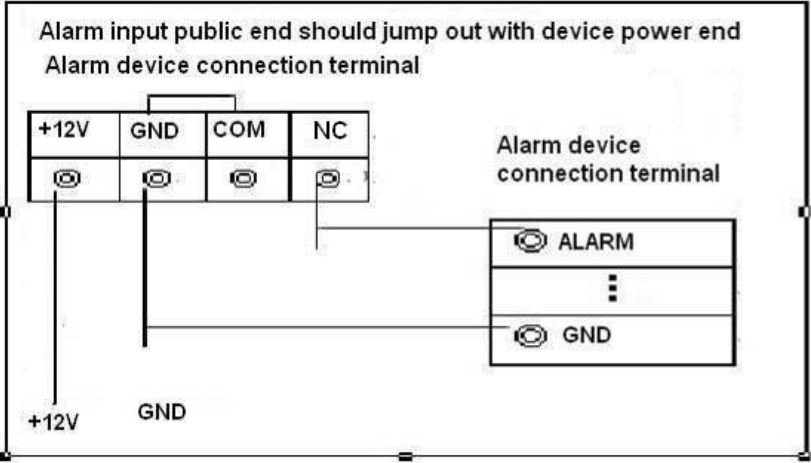 Alarm input public end should jump out with device power end
Alarm device connection terminal
+12V GND COM NC
Alarm device
connection terminal
ALARM
GND
+12V GND